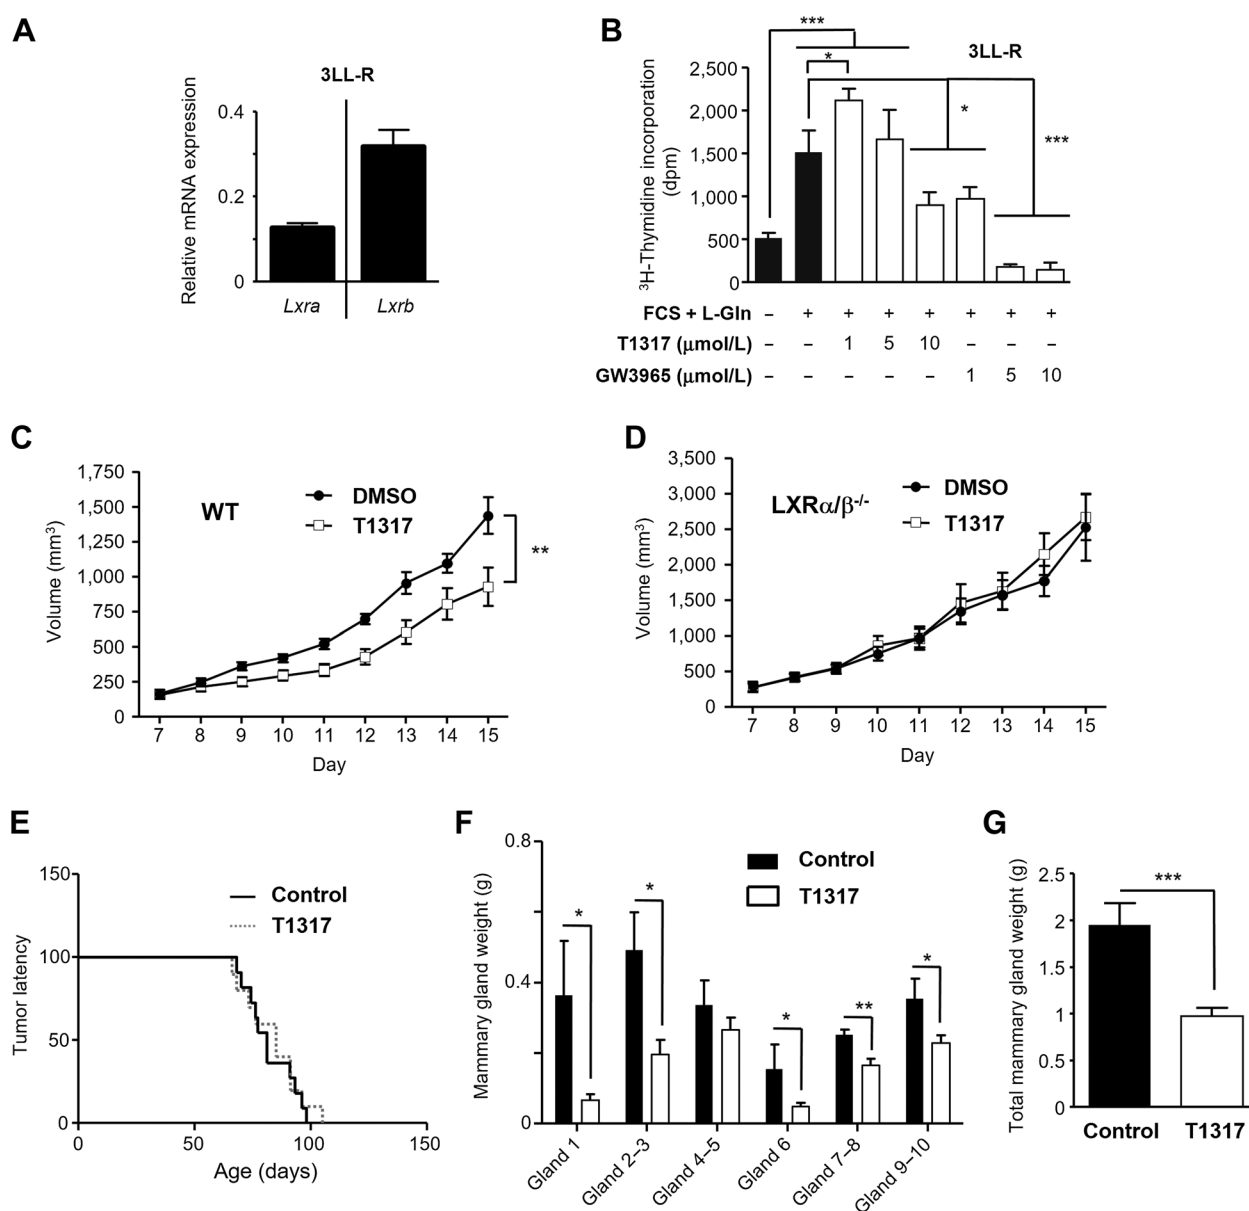 A
3LL-R
Relative mRNA expression
0.4
0.2
0
Lxra Lxrb
B
3LL-R
***
*
*
***
³H-Thymidine incorporation
(dpm)
2,500
2,000
1,500
1,000
500
0
FCS + L-Gln – + + + + + + +
T1317 (μmol/L) – – 1 5 10 – – –
GW3965 (μmol/L) – – – – – 1 5 10
C
WT
DMSO
T1317
**
Volume (mm³)
1,750
1,500
1,250
1,000
750
500
250
0
7 8 9 10 11 12 13 14 15
Day
D
LXRα/β-/-
DMSO
T1317
Volume (mm³)
3,500
3,000
2,500
2,000
1,500
1,000
500
0
7 8 9 10 11 12 13 14 15
Day
E
Control
T1317
Tumor latency
150
100
50
0
0 50 100 150
Age (days)
F
Control
T1317
Mammary gland weight (g)
0.8
0.4
0
*
*
*
**
*
Gland 1
Gland 2–3
Gland 4–5
Gland 6
Gland 7–8
Gland 9–10
G
***
Total mammary gland weight (g)
2.5
2
1.5
1
0.5
0
Control T1317